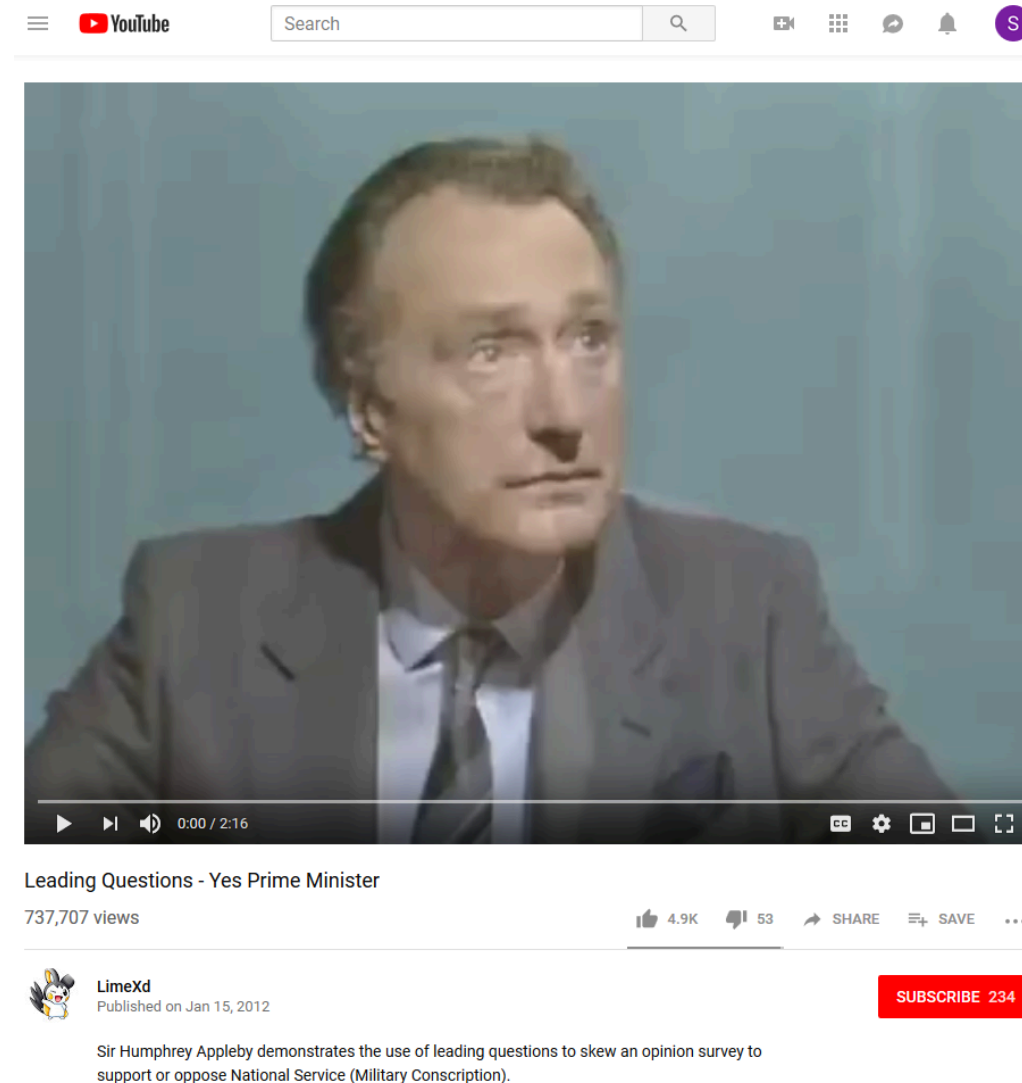 YouTube
Search
S
0:00 / 2:16
CC
Leading Questions - Yes Prime Minister
737,707 views
4.9K
53
SHARE
SAVE
LimeXd
Published on Jan 15, 2012
SUBSCRIBE 234
Sir Humphrey Appleby demonstrates the use of leading questions to skew an opinion survey to
support or oppose National Service (Military Conscription).